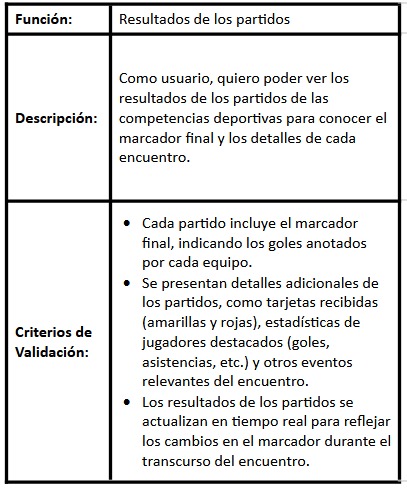 Función:
Resultados de los partidos
Descripción:
Como usuario, quiero poder ver los
resultados de los partidos de las
competencias deportivas para conocer el
marcador final y los detalles de cada
encuentro.
Criterios de
Validación:
• Cada partido incluye el marcador
final, indicando los goles anotados
por cada equipo.
• Se presentan detalles adicionales de
los partidos, como tarjetas recibidas
(amarillas y rojas), estadísticas de
jugadores destacados (goles,
asistencias, etc.) y otros eventos
relevantes del encuentro.
• Los resultados de los partidos se
actualizan en tiempo real para reflejar
los cambios en el marcador durante el
transcurso del encuentro.